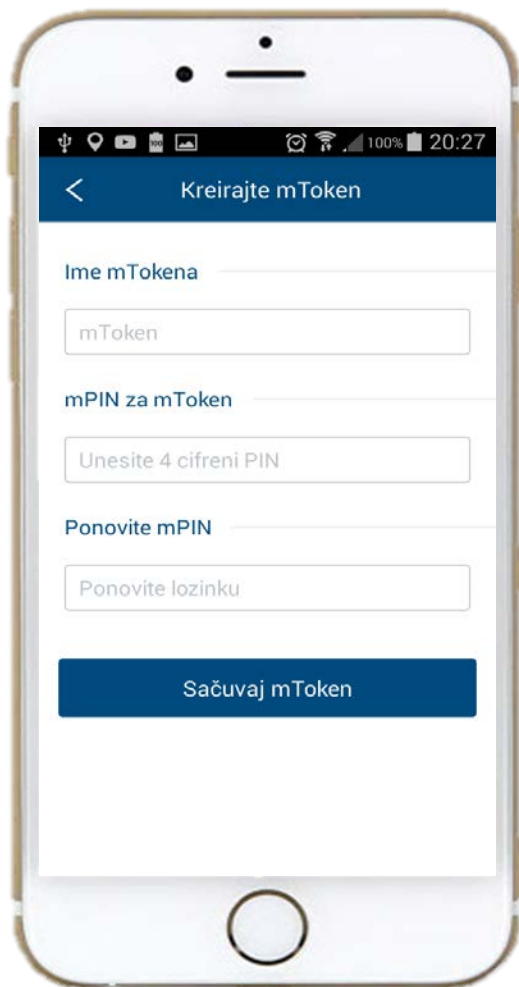 100
100%
20:27
Kreirajte mToken
Ime mTokena
mToken
mPIN za mToken
Unesite 4 cifreni PIN
Ponovite mPIN
Ponovite lozinku
Sačuvaj mToken